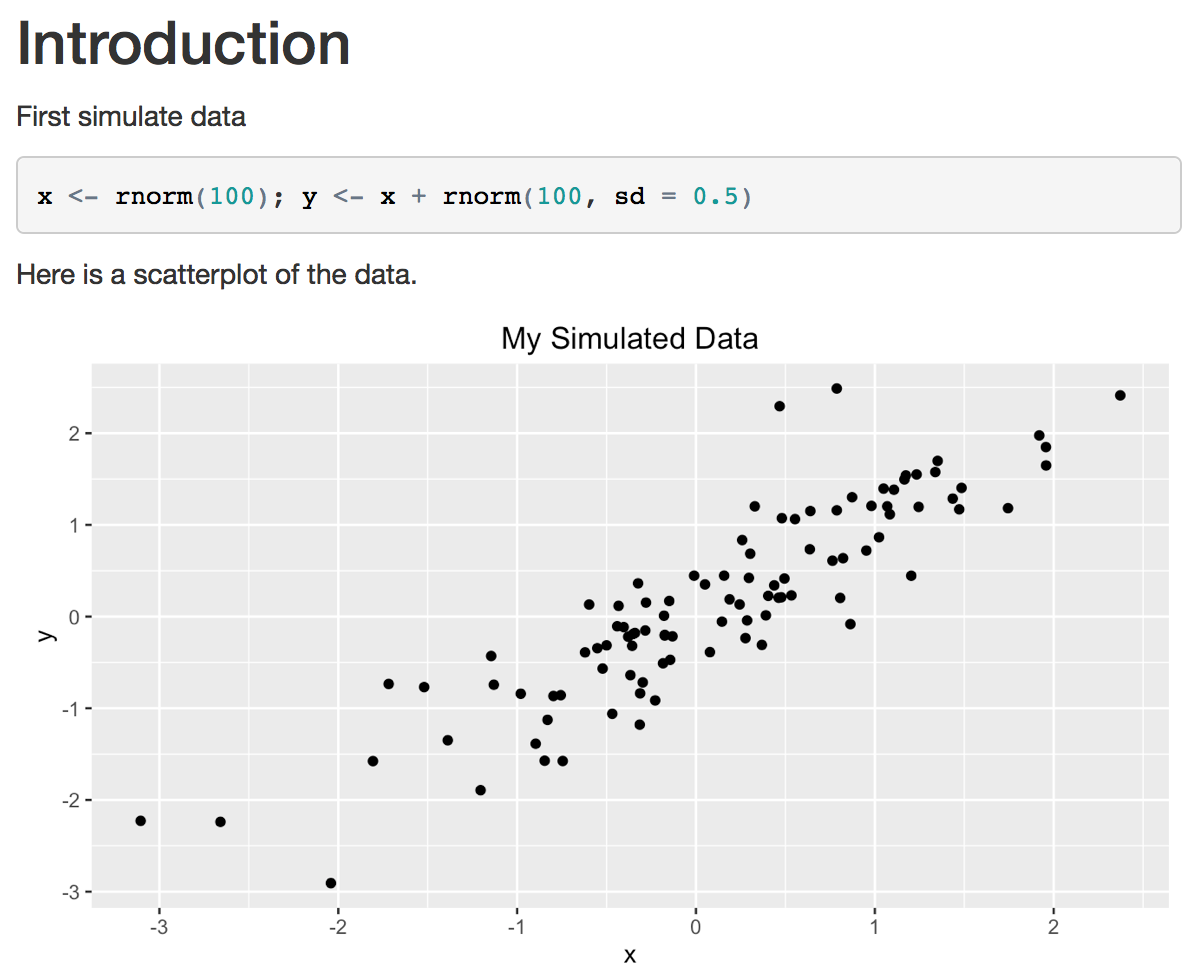 Introduction
First simulate data
x <- rnorm(100); y <- x + rnorm(100, sd = 0.5)
Here is a scatterplot of the data.
My Simulated Data
2
1
0
-1
-2
-3
y
-3 -2 -1 0 1 2
x